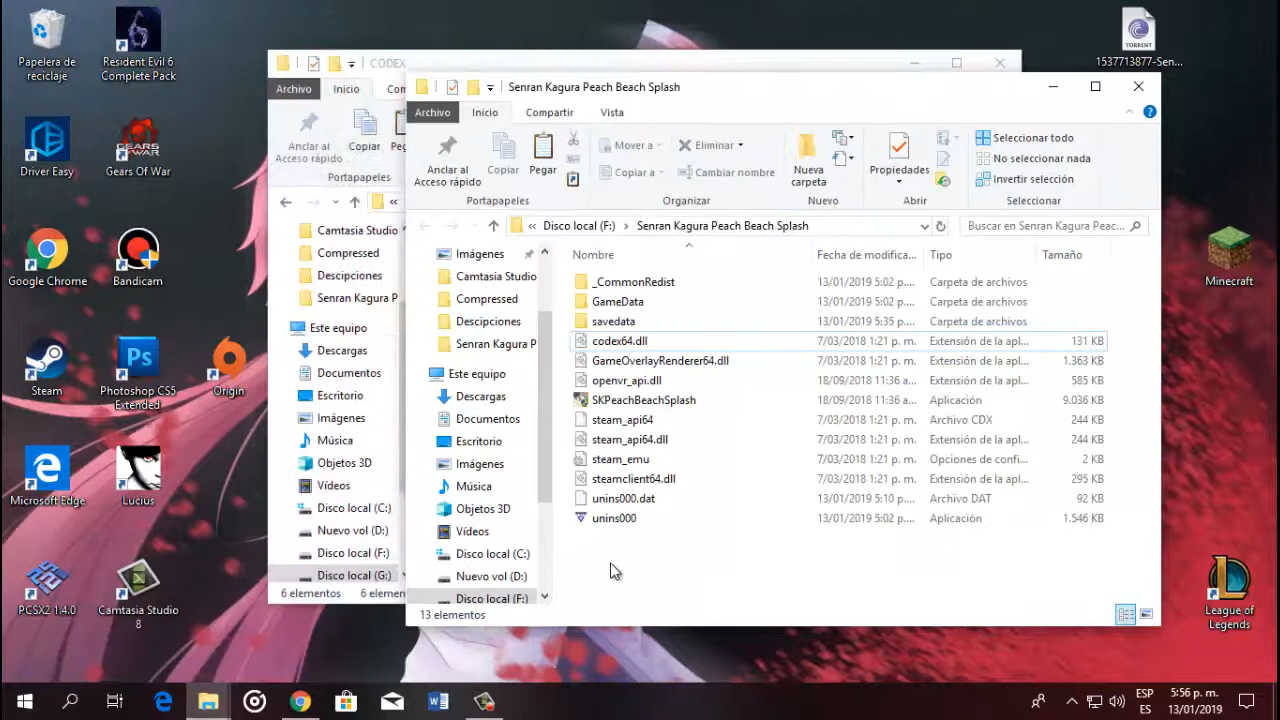 Papelera de
reciclaje
Resident Evil 6
Complete Pack
TORRENT
1537713877-Sen...
Driver Easy
Gears Of War
GEARS
WAR
Google Chrome
Bandicam
Minecraft
Steam
Photoshop CS5
Extended
Origin
Microsoft Edge
Lucius
PCSX2 1.4.0
Camtasia Studio
8
League of
Legends
CODEX
Archivo
Inicio
Com
Anclar al
Acceso rápido
Copiar
Peg
Portapapeles
«
Camtasia Studio
Compressed
Descipciones
Senran Kagura P
Este equipo
Descargas
Documentos
Escritorio
Imágenes
Música
Objetos 3D
Vídeos
Disco local (C:)
Nuevo vol (D:)
Disco local (F:)
Disco local (G:)
6 elementos
6 elemen
Senran Kagura Peach Beach Splash
Archivo
Inicio
Compartir
Vista
Anclar al
Acceso rápido
Copiar
Pegar
Portapapeles
Mover a
Copiar a
Eliminar
Cambiar nombre
Organizar
Nueva
carpeta
Nuevo
Propiedades
Abrir
Seleccionar todo
No seleccionar nada
Invertir selección
Seleccionar
« Disco local (F:) > Senran Kagura Peach Beach Splash
Buscar en Senran Kagura Peac...
Imágenes
Camtasia Studio
Compressed
Descipciones
Senran Kagura P
Este equipo
Descargas
Documentos
Escritorio
Imágenes
Música
Objetos 3D
Vídeos
Disco local (C:)
Nuevo vol (D:)
Disco local (F:)
Nombre Fecha de modifica... Tipo Tamaño
_CommonRedist 13/01/2019 5:02 p.... Carpeta de archivos
GameData 13/01/2019 5:02 p.... Carpeta de archivos
savedata 13/01/2019 5:35 p.... Carpeta de archivos
codex64.dll 7/03/2018 1:21 p. m. Extensión de la apl... 131 KB
GameOverlayRenderer64.dll 7/03/2018 1:21 p. m. Extensión de la apl... 1.363 KB
openvr_api.dll 18/09/2018 11:36 a... Extensión de la apl... 585 KB
SKPeachBeachSplash 18/09/2018 11:36 a... Aplicación 9.036 KB
steam_api64 7/03/2018 1:21 p. m. Archivo CDX 244 KB
steam_api64.dll 7/03/2018 1:21 p. m. Extensión de la apl... 244 KB
steam_emu 7/03/2018 1:21 p. m. Opciones de confi... 2 KB
steamclient64.dll 7/03/2018 1:21 p. m. Extensión de la apl... 295 KB
unins000.dat 13/01/2019 5:10 p.... Archivo DAT 92 KB
unins000 13/01/2019 5:02 p.... Aplicación 1.546 KB
13 elementos
ESP
ES
5:56 p. m.
13/01/2019